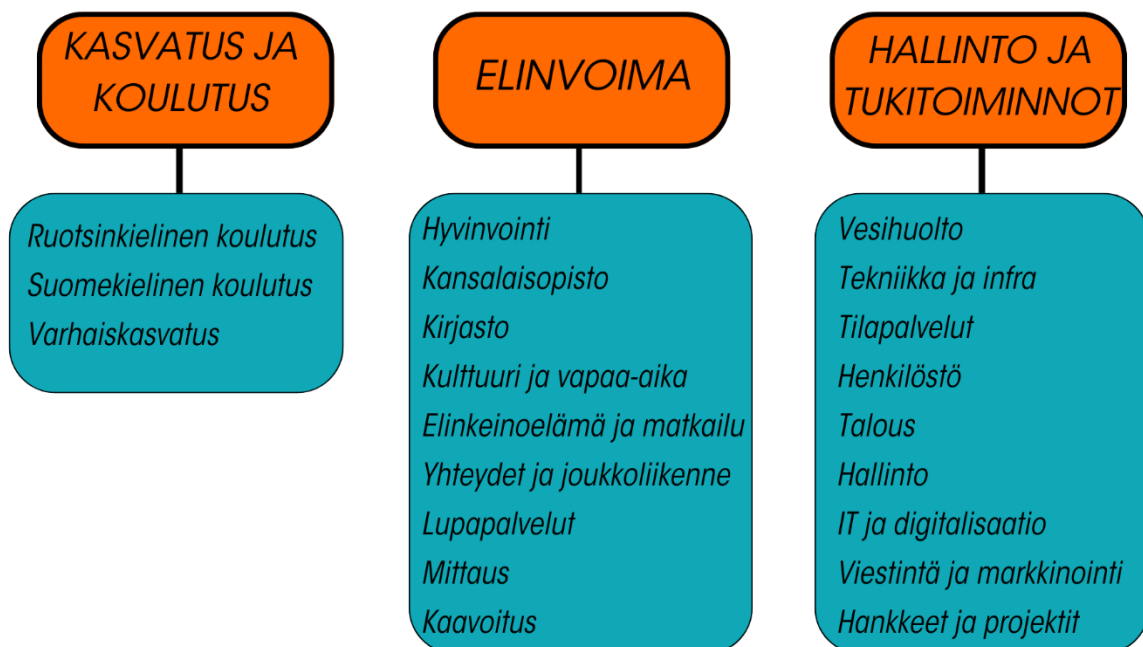 KASVATUS JA
KOULUTUS
Ruotsinkielinen koulutus
Suomekielinen koulutus
Varhaiskasvatus
ELINVOIMA
Hyvinvointi
Kansalaisopisto
Kirjasto
Kulttuuri ja vapaa-aika
Elinkeinoelämä ja matkailu
Yhteydet ja joukkoliikenne
Lupapalvelut
Mittaus
Kaavoitus
HALLINTO JA
TUKITOIMINNOT
Vesihuolto
Tekniikka ja infra
Tilapalvelut
Henkilöstö
Talous
Hallinto
IT ja digitalisaatio
Viestintä ja markkinointi
Hankkeet ja projektit